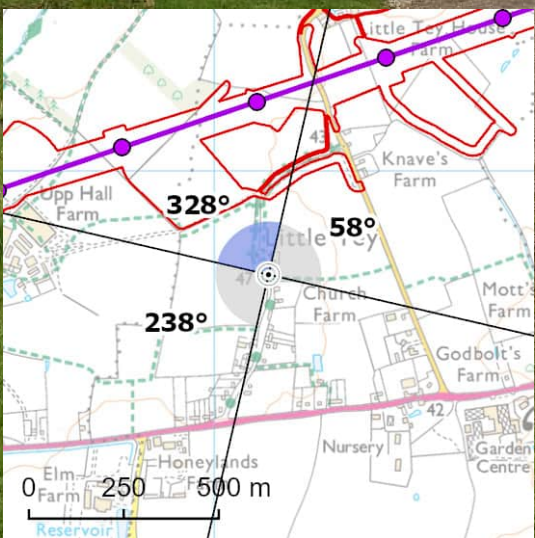 Little Tey House
Farm
43
Knave's
Farm
Upp Hall
Farm
328°
58°
Little Tey
47
Church
Farm
Mott's
Farm
238°
Godbolt's
Farm
42
Nursery
Garden
Centre
Honeylands
Elm
Farm
0 250 500 m
Reservoir